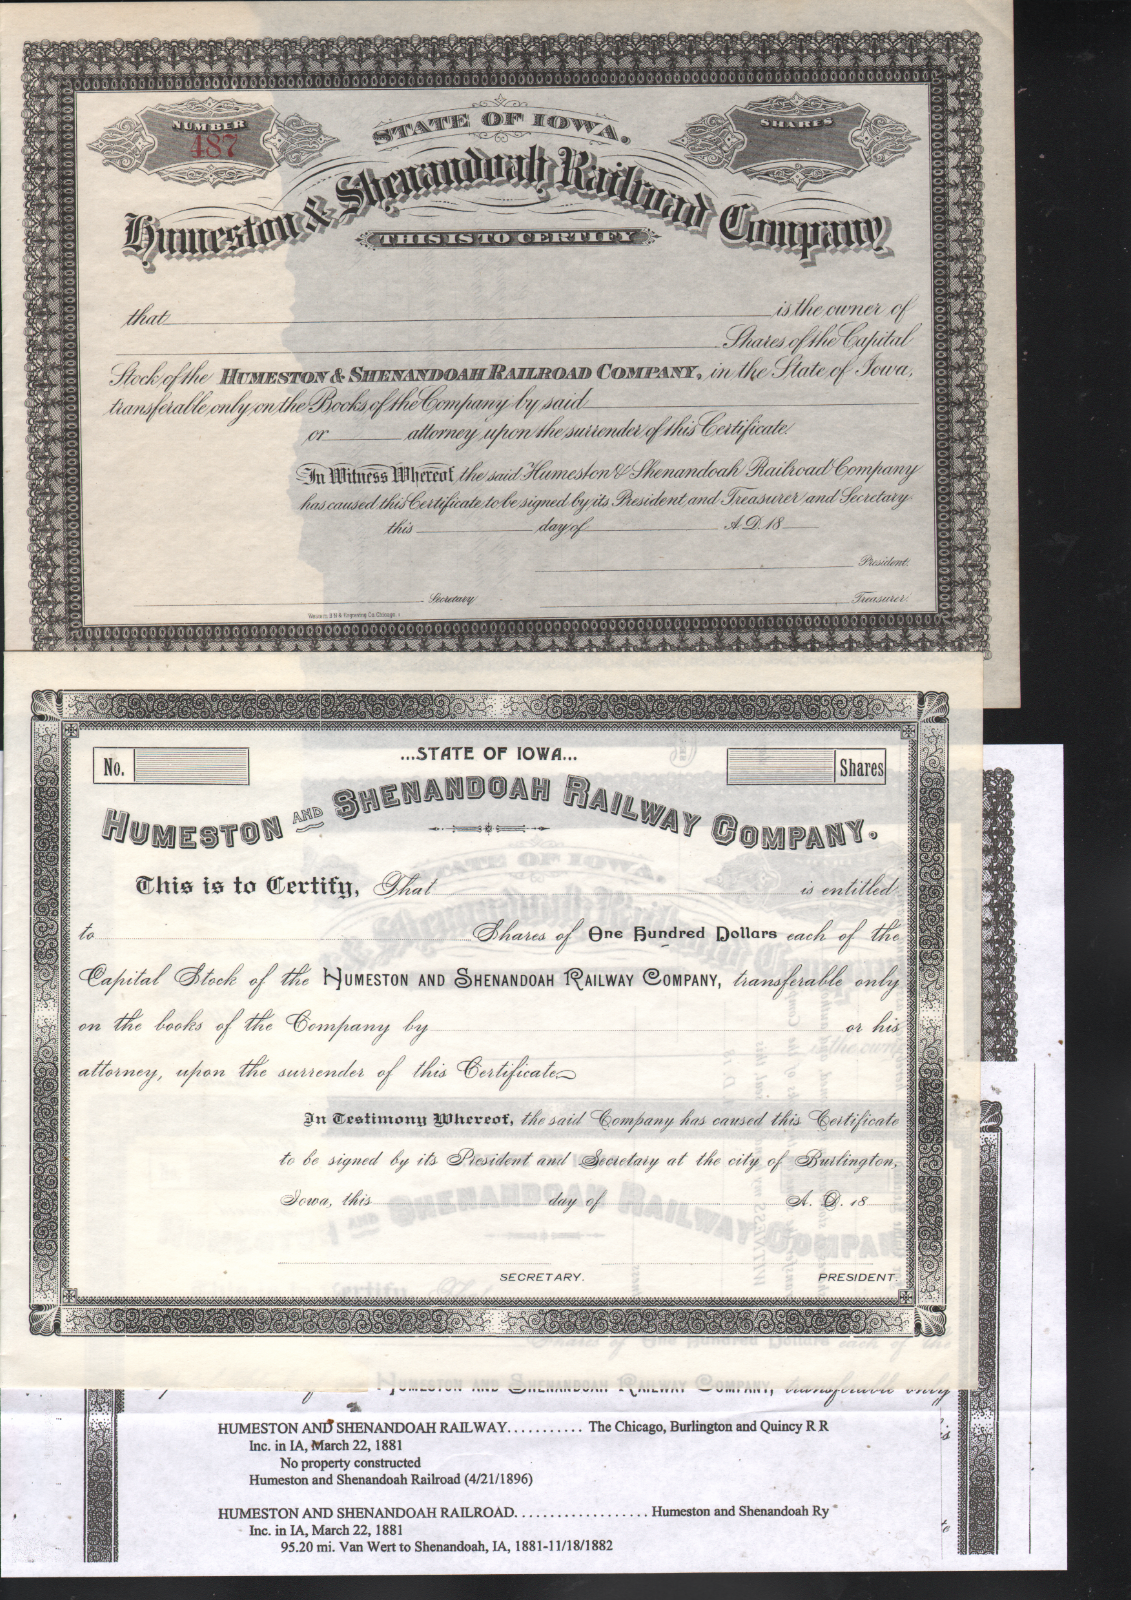 NUMBER
487
STATE OF IOWA.
SHARES
Humeston & Shenandoah Railroad Company
THIS IS TO CERTIFY
that is the owner of
Shares of the Capital
Stock of the HUMESTON & SHENANDOAH RAILROAD COMPANY, in the State of Iowa,
transferable only on the Books of the Company by said
or attorney upon the surrender of this Certificate.
In Witness Whereof, the said Humeston & Shenandoah Railroad Company
has caused this Certificate to be signed by its President and Treasurer and Secretary
this day of A.D. 18
President.
Secretary Treasurer
...STATE OF IOWA...
No. Shares
HUMESTON AND SHENANDOAH RAILWAY COMPANY.
This is to Certify, That is entitled
to Shares of One Hundred Dollars each of the
Capital Stock of the HUMESTON AND SHENANDOAH RAILWAY COMPANY, transferable only
on the books of the Company by or his
attorney, upon the surrender of this Certificate
In Testimony Whereof, the said Company has caused this Certificate
to be signed by its President and Secretary at the city of Burlington,
Iowa, this day of A. D. 18
SECRETARY. PRESIDENT.
HUMESTON AND SHENANDOAH RAILWAY COMPANY, transferable only
HUMESTON AND SHENANDOAH RAILWAY........... The Chicago, Burlington and Quincy R R
Inc. in IA, March 22, 1881
No property constructed
Humeston and Shenandoah Railroad (4/21/1896)
HUMESTON AND SHENANDOAH RAILROAD.................... Humeston and Shenandoah Ry
Inc. in IA, March 22, 1881
95.20 mi. Van Wert to Shenandoah, IA, 1881-11/18/1882